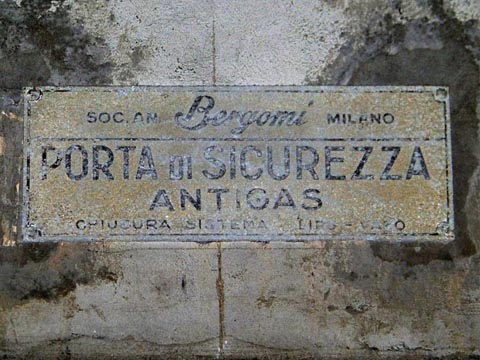 SOC. AN. Bergomi MILANO
PORTA DI SICUREZZA
ANTIGAS
CHIUSURA SISTEMA